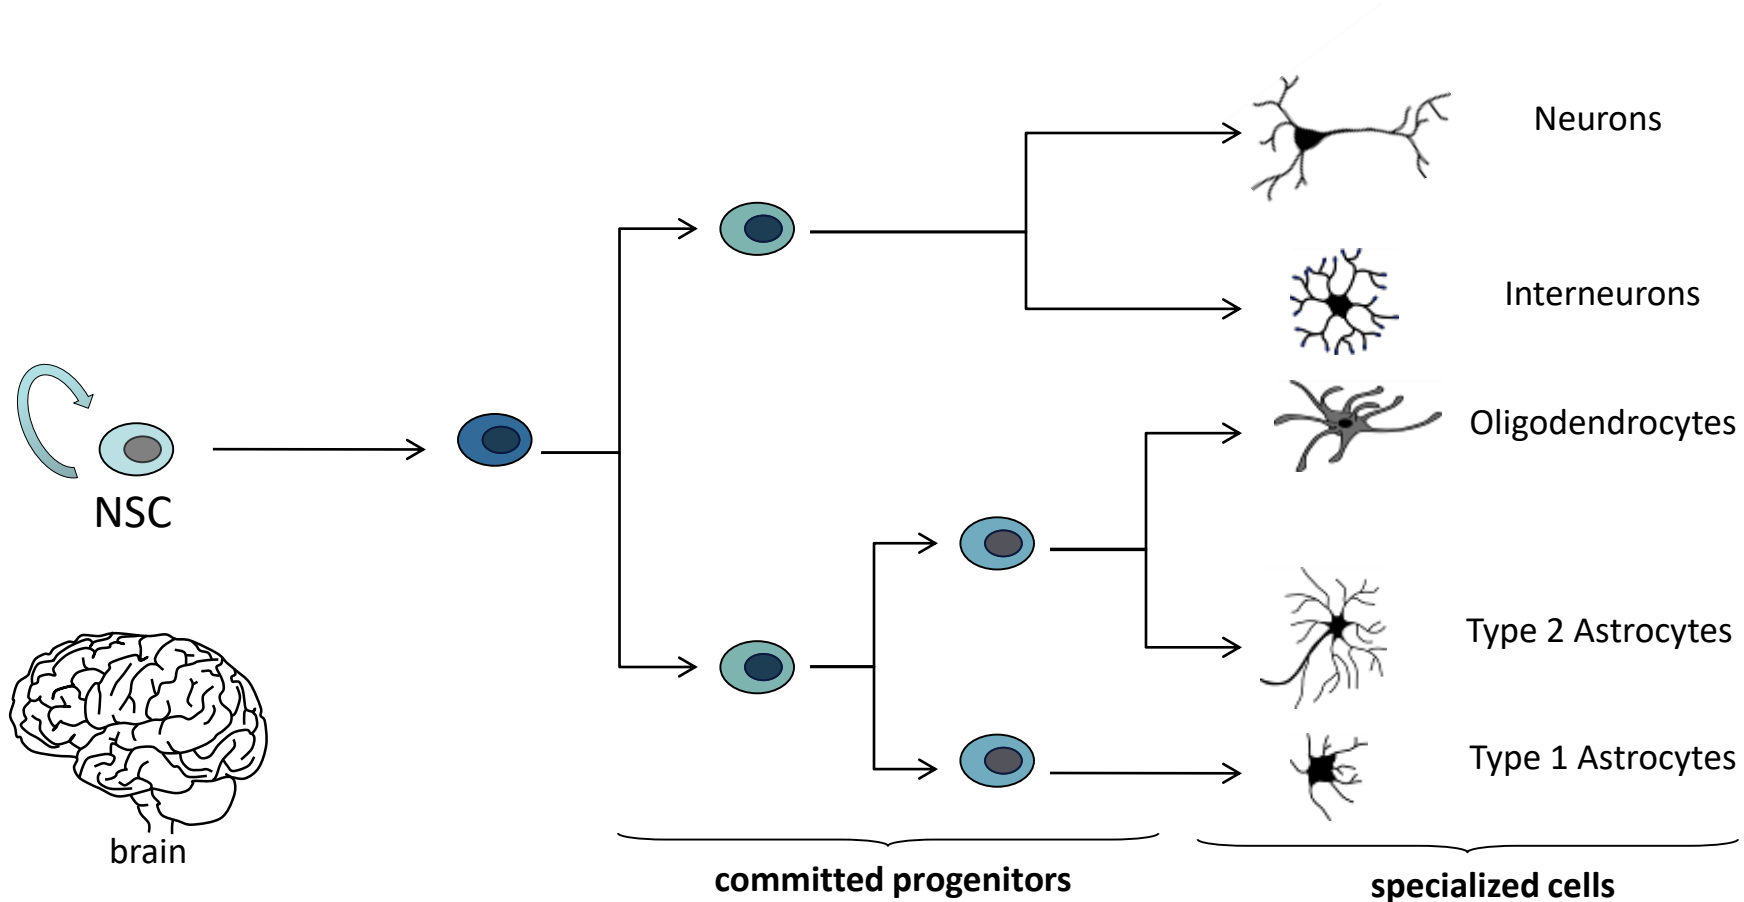 Neurons
Interneurons
Oligodendrocytes
NSC
Type 2 Astrocytes
Type 1 Astrocytes
brain
committed progenitors
specialized cells